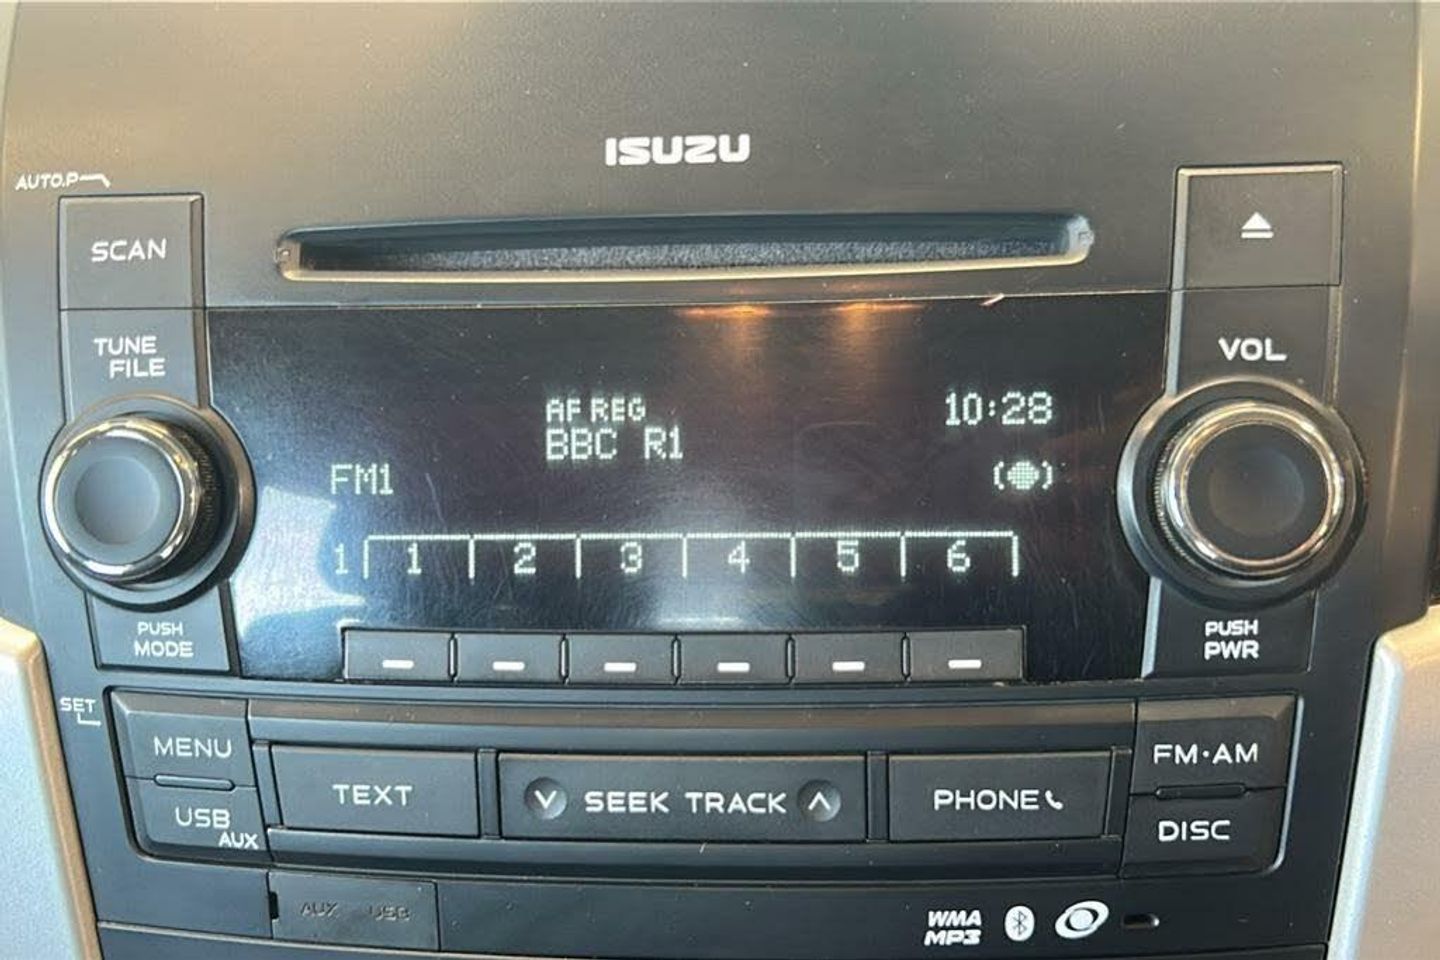 ISUZU
AUTO.P
SCAN
TUNE
FILE
VOL
AF REG
BBC R1
10:28
FM1
1 1 2 3 4 5 6
PUSH
MODE
PUSH
PWR
SET
MENU
FM·AM
TEXT
SEEK TRACK
PHONE
USB
AUX
DISC
AUX USB
WMA
MP3